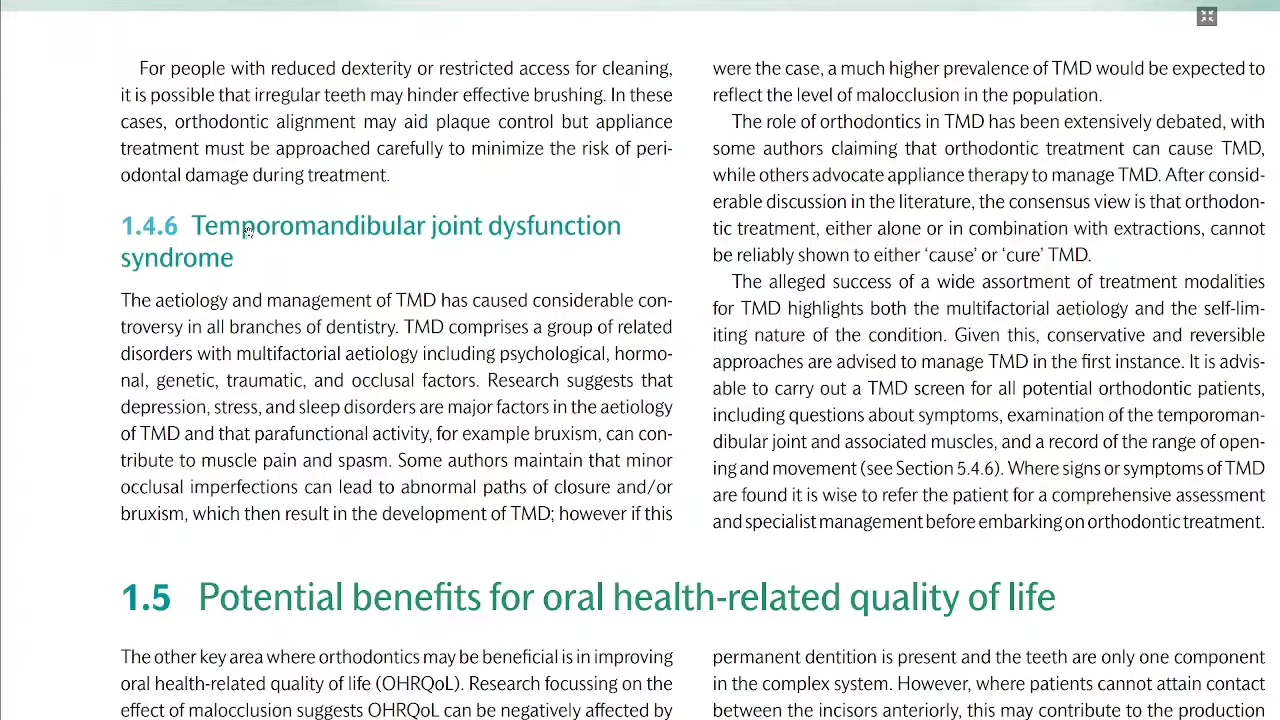 For people with reduced dexterity or restricted access for cleaning,
it is possible that irregular teeth may hinder effective brushing. In these
cases, orthodontic alignment may aid plaque control but appliance
treatment must be approached carefully to minimize the risk of peri-
odontal damage during treatment.
1.4.6 Temporomandibular joint dysfunction
syndrome
The aetiology and management of TMD has caused considerable con-
troversy in all branches of dentistry. TMD comprises a group of related
disorders with multifactorial aetiology including psychological, hormo-
nal, genetic, traumatic, and occlusal factors. Research suggests that
depression, stress, and sleep disorders are major factors in the aetiology
of TMD and that parafunctional activity, for example bruxism, can con-
tribute to muscle pain and spasm. Some authors maintain that minor
occlusal imperfections can lead to abnormal paths of closure and/or
bruxism, which then result in the development of TMD; however if this
were the case, a much higher prevalence of TMD would be expected to
reflect the level of malocclusion in the population.
The role of orthodontics in TMD has been extensively debated, with
some authors claiming that orthodontic treatment can cause TMD,
while others advocate appliance therapy to manage TMD. After consid-
erable discussion in the literature, the consensus view is that orthodon-
tic treatment, either alone or in combination with extractions, cannot
be reliably shown to either ‘cause’ or ‘cure’ TMD.
The alleged success of a wide assortment of treatment modalities
for TMD highlights both the multifactorial aetiology and the self-lim-
iting nature of the condition. Given this, conservative and reversible
approaches are advised to manage TMD in the first instance. It is advis-
able to carry out a TMD screen for all potential orthodontic patients,
including questions about symptoms, examination of the temporoman-
dibular joint and associated muscles, and a record of the range of open-
ing and movement (see Section 5.4.6). Where signs or symptoms of TMD
are found it is wise to refer the patient for a comprehensive assessment
and specialist management before embarking on orthodontic treatment.
1.5 Potential benefits for oral health-related quality of life
The other key area where orthodontics may be beneficial is in improving
oral health-related quality of life (OHRQoL). Research focussing on the
effect of malocclusion suggests OHRQoL can be negatively affected by
permanent dentition is present and the teeth are only one component
in the complex system. However, where patients cannot attain contact
between the incisors anteriorly, this may contribute to the production